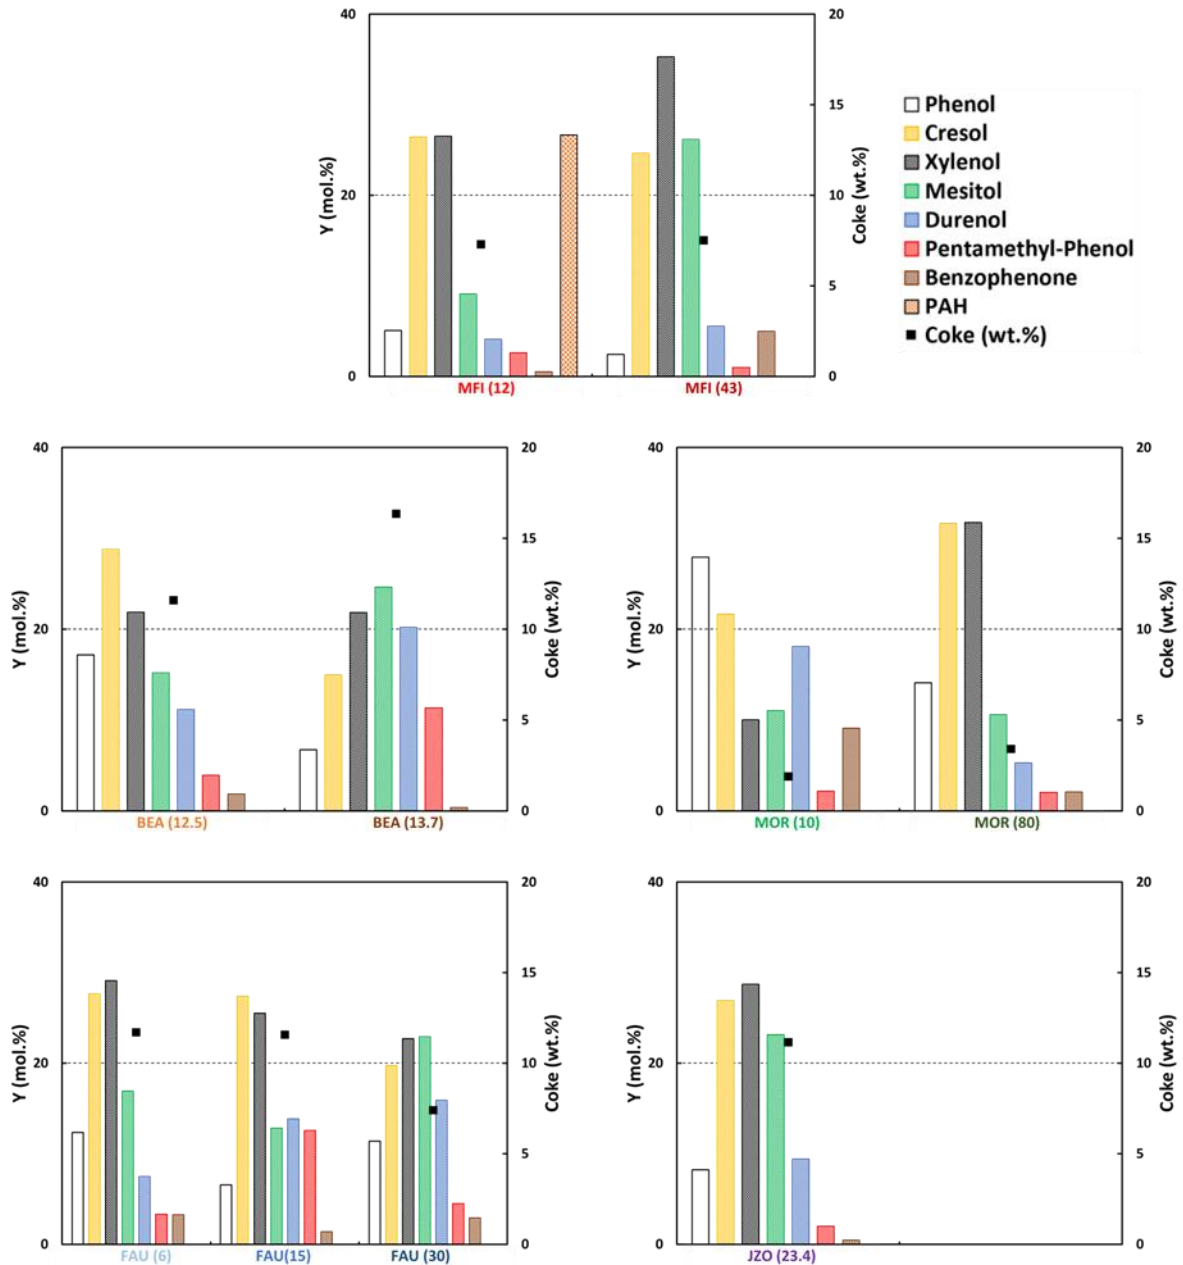 40
20
0
Y (mol.%)
20
15
10
5
0
Coke (wt.%)
MFI (12)
MFI (43)
Phenol
Cresol
Xylenol
Mesitol
Durenol
Pentamethyl-Phenol
Benzophenone
PAH
Coke (wt.%)
40
20
0
Y (mol.%)
20
15
10
5
0
Coke (wt.%)
BEA (12.5)
BEA (13.7)
40
20
0
Y (mol.%)
20
15
10
5
0
Coke (wt.%)
MOR (10)
MOR (80)
40
20
0
Y (mol.%)
20
15
10
5
0
Coke (wt.%)
FAU (6)
FAU(15)
FAU (30)
40
20
0
Y (mol.%)
20
15
10
5
0
Coke (wt.%)
JZO (23.4)